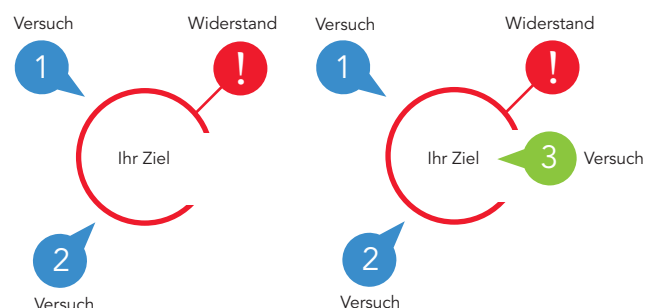 Versuch
Widerstand
1
!
Ihr Ziel
2
Versuch
Versuch
Widerstand
1
!
Ihr Ziel
3
Versuch
2
Versuch